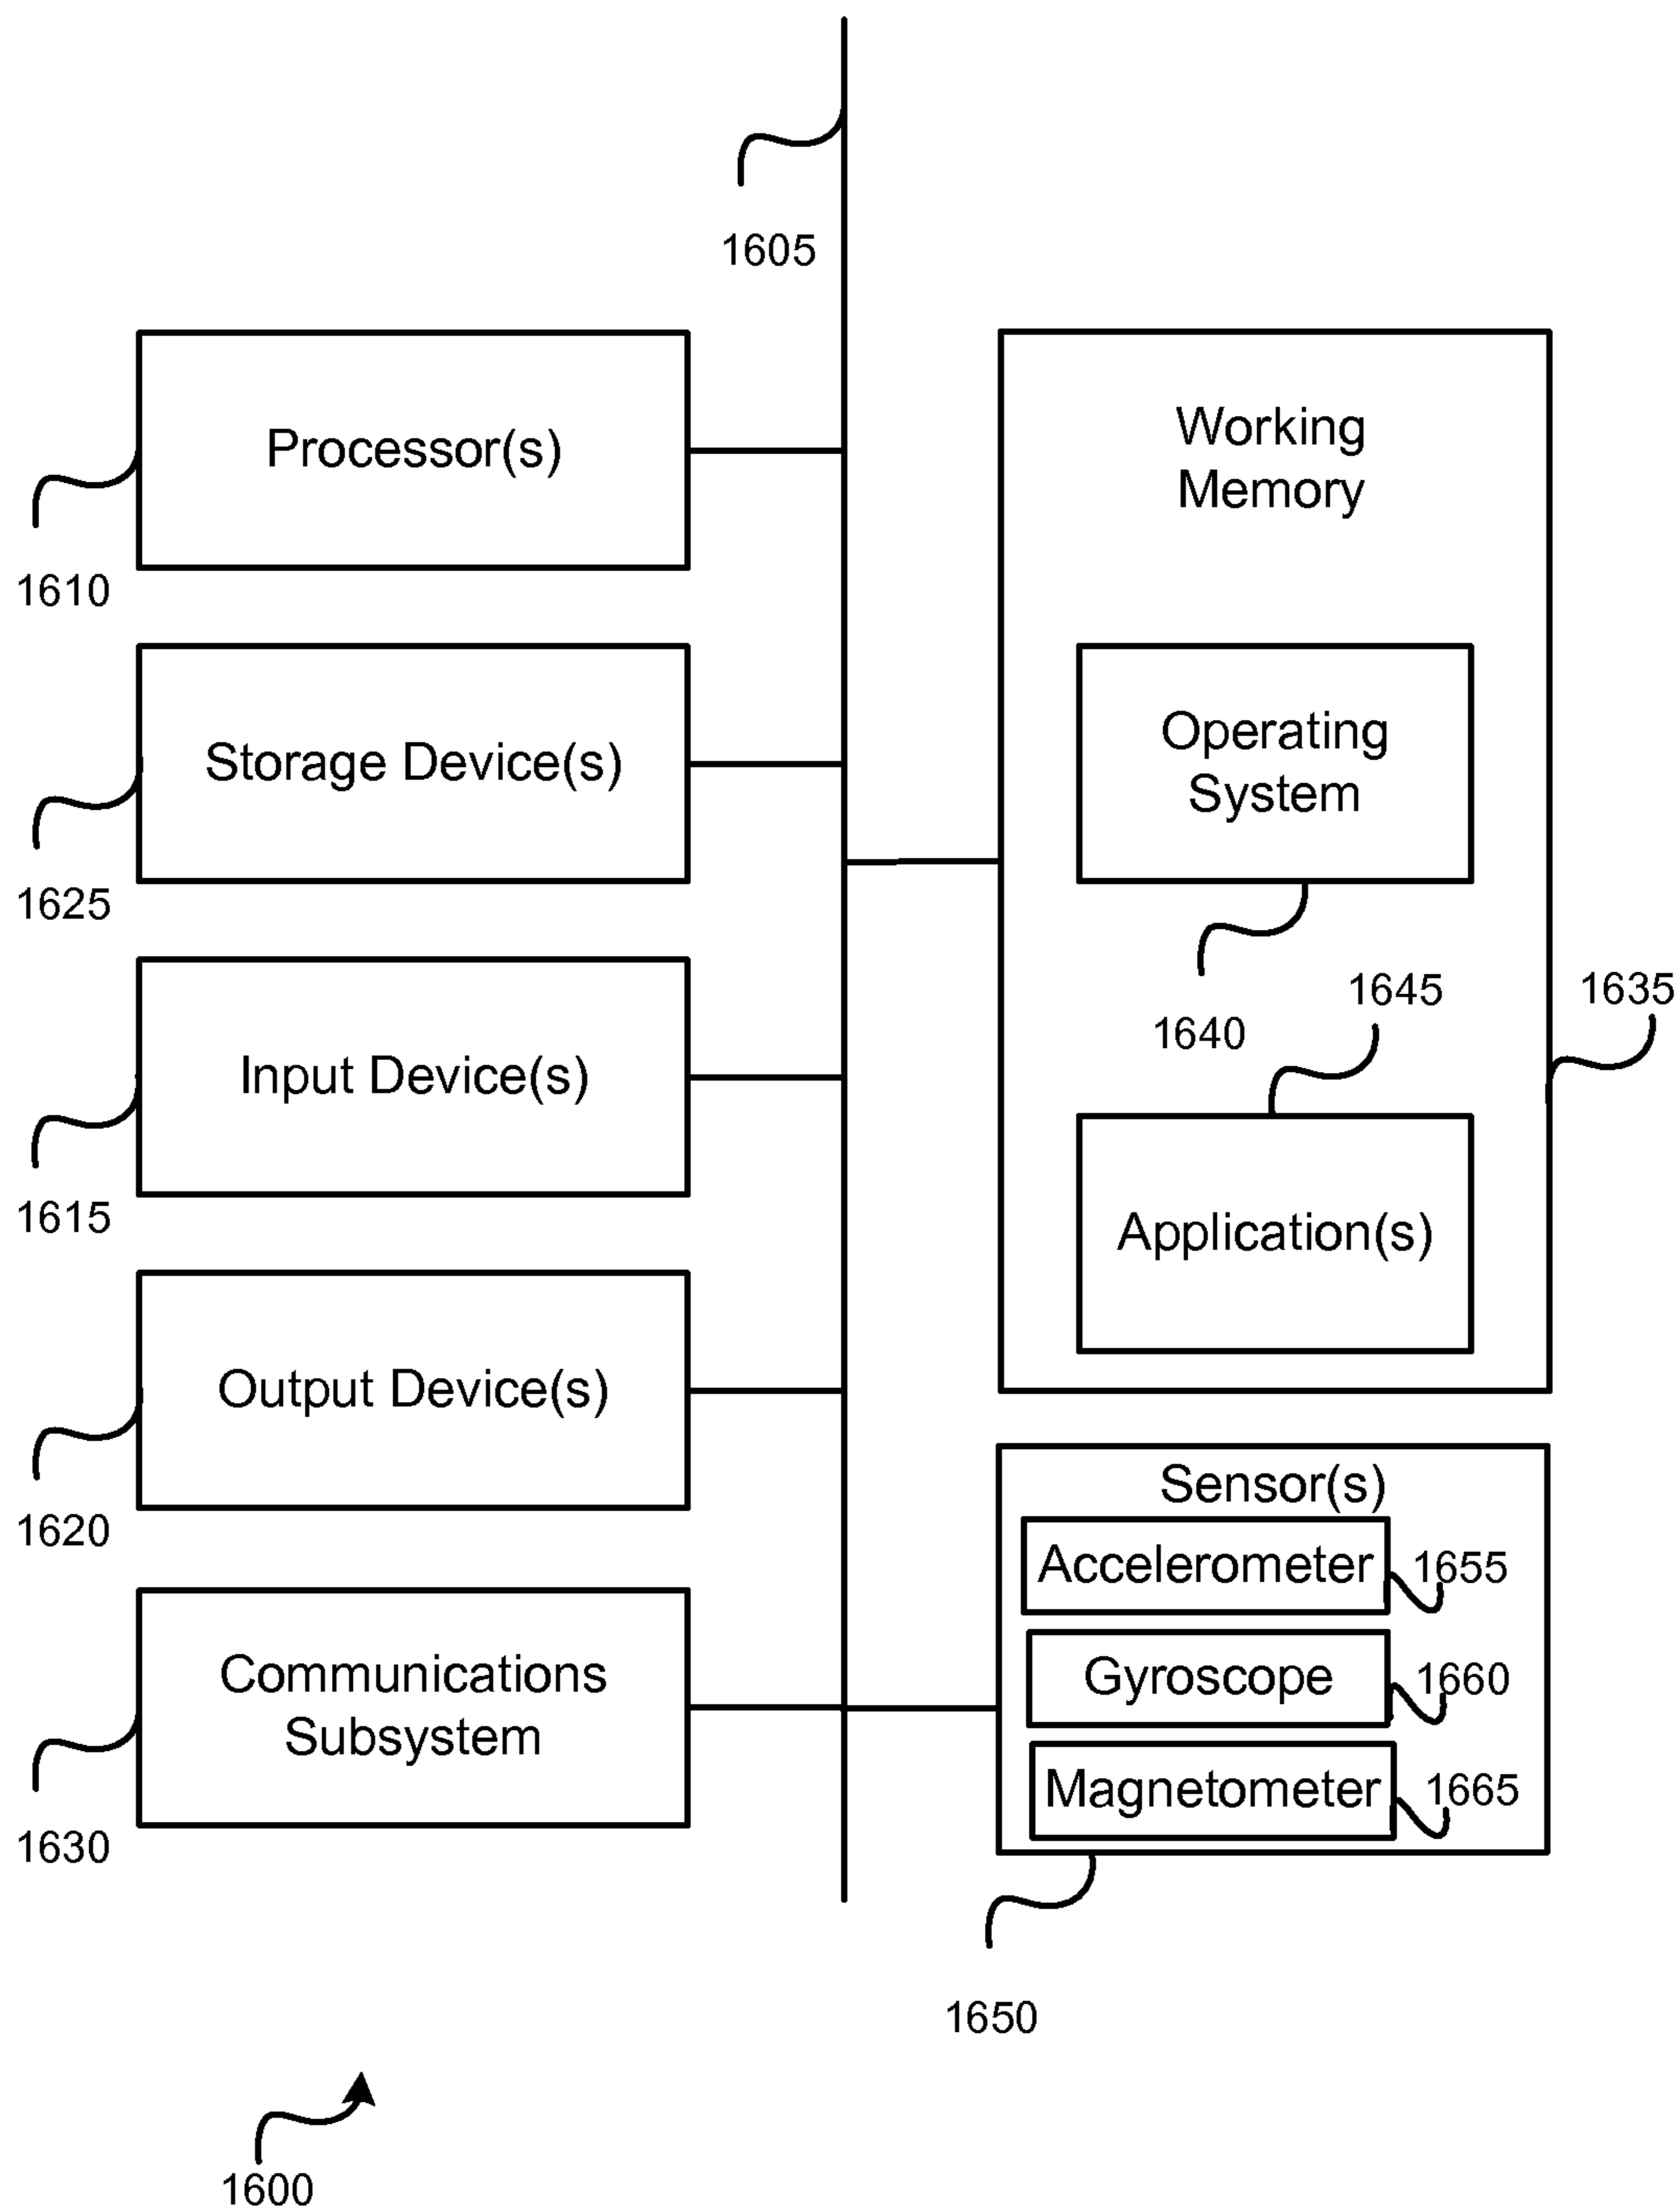 1605
Processor(s)
1610
Storage Device(s)
1625
Input Device(s)
1615
Output Device(s)
1620
Communications
Subsystem
1630
Working
Memory
Operating
System
1640
1645
1635
Application(s)
Sensor(s)
Accelerometer
1655
Gyroscope
1660
Magnetometer
1665
1650
1600